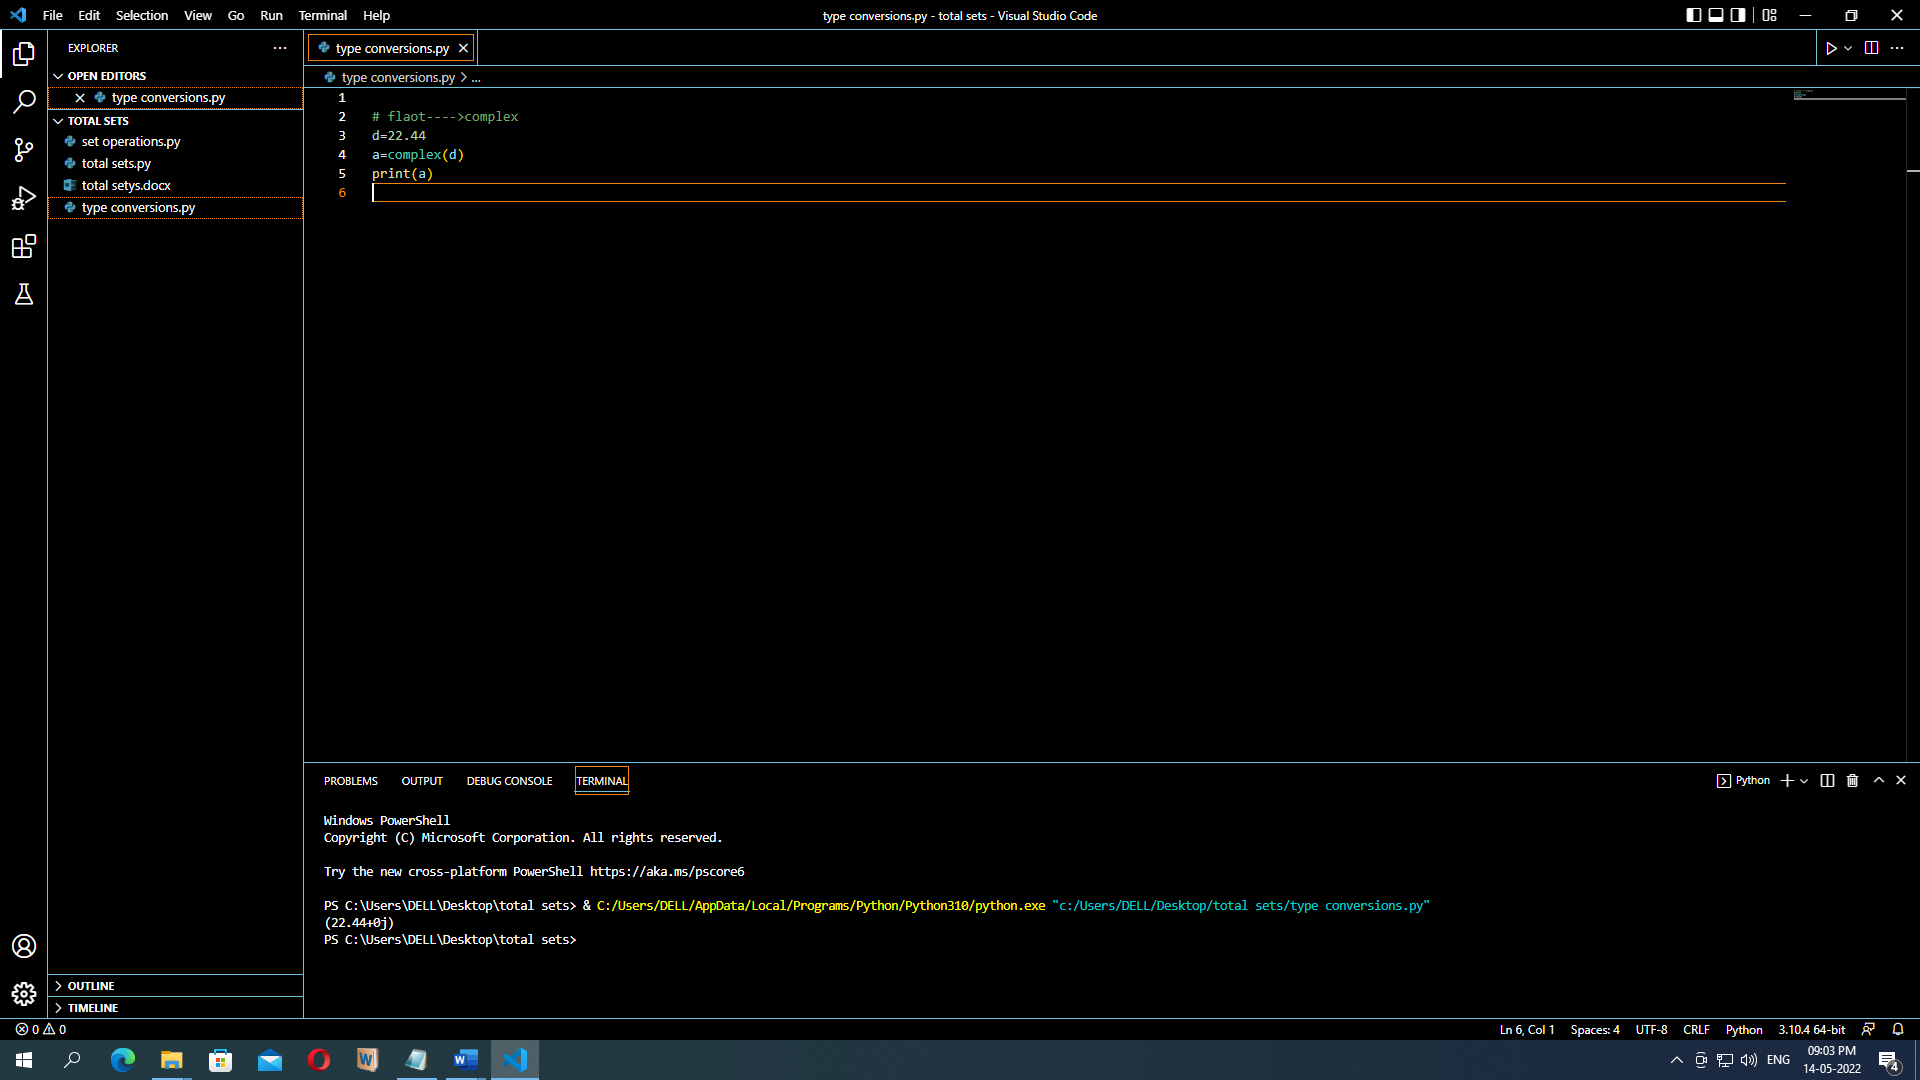 File Edit Selection View Go Run Terminal Help type conversions.py - total sets - Visual Studio Code
EXPLORER
OPEN EDITORS
type conversions.py
TOTAL SETS
set operations.py
total sets.py
total setys.docx
type conversions.py
OUTLINE
TIMELINE
type conversions.py
type conversions.py > ...
1
2 # flaot---->complex
3 d=22.44
4 a=complex(d)
5 print(a)
6
PROBLEMS OUTPUT DEBUG CONSOLE TERMINAL Python
Windows PowerShell
Copyright (C) Microsoft Corporation. All rights reserved.
Try the new cross-platform PowerShell https://aka.ms/pscore6
PS C:\Users\DELL\Desktop\total sets> & C:/Users/DELL/AppData/Local/Programs/Python/Python310/python.exe "c:/Users/DELL/Desktop/total sets/type conversions.py"
(22.44+0j)
PS C:\Users\DELL\Desktop\total sets>
0 0 Ln 6, Col 1 Spaces: 4 UTF-8 CRLF Python 3.10.4 64-bit
ENG 09:03 PM
14-05-2022 4